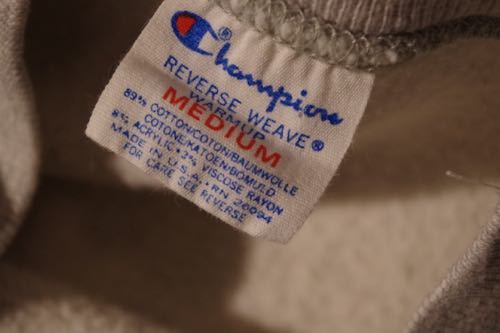 Champion®
REVERSE WEAVE®
WARMUP
MEDIUM
89% COTTON/COTON/BAUMWOLLE
COTONE/KATOEN/BOMULD
8% ACRYLIC • 3% VISCOSE RAYON
MADE IN U.S.A. • RN 26094
FOR CARE SEE REVERSE